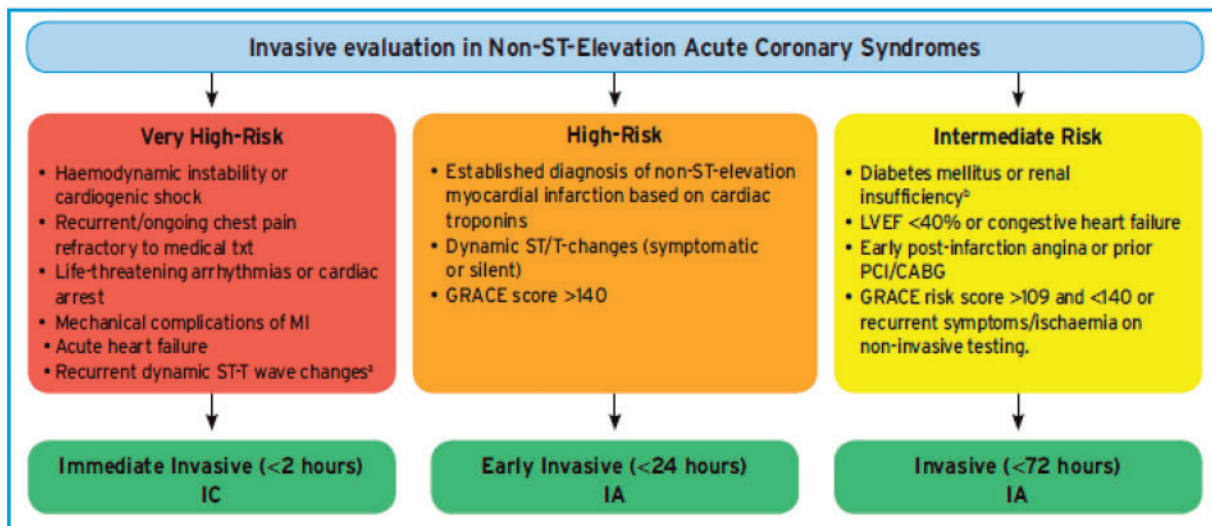 Invasive evaluation in Non-ST-Elevation Acute Coronary Syndromes
Very High-Risk
• Haemodynamic instability or
cardiogenic shock
• Recurrent/ongoing chest pain
refractory to medical txt
• Life-threatening arrhythmias or cardiac
arrest
• Mechanical complications of MI
• Acute heart failure
• Recurrent dynamic ST-T wave changesᵃ
Immediate Invasive (<2 hours)
IC
High-Risk
• Established diagnosis of non-ST-elevation
myocardial infarction based on cardiac
troponins
• Dynamic ST/T-changes (symptomatic
or silent)
• GRACE score >140
Early Invasive (<24 hours)
IA
Intermediate Risk
• Diabetes mellitus or renal
insufficiencyᵇ
• LVEF <40% or congestive heart failure
• Early post-infarction angina or prior
PCI/CABG
• GRACE risk score >109 and <140 or
recurrent symptoms/ischaemia on
non-invasive testing.
Invasive (<72 hours)
IA